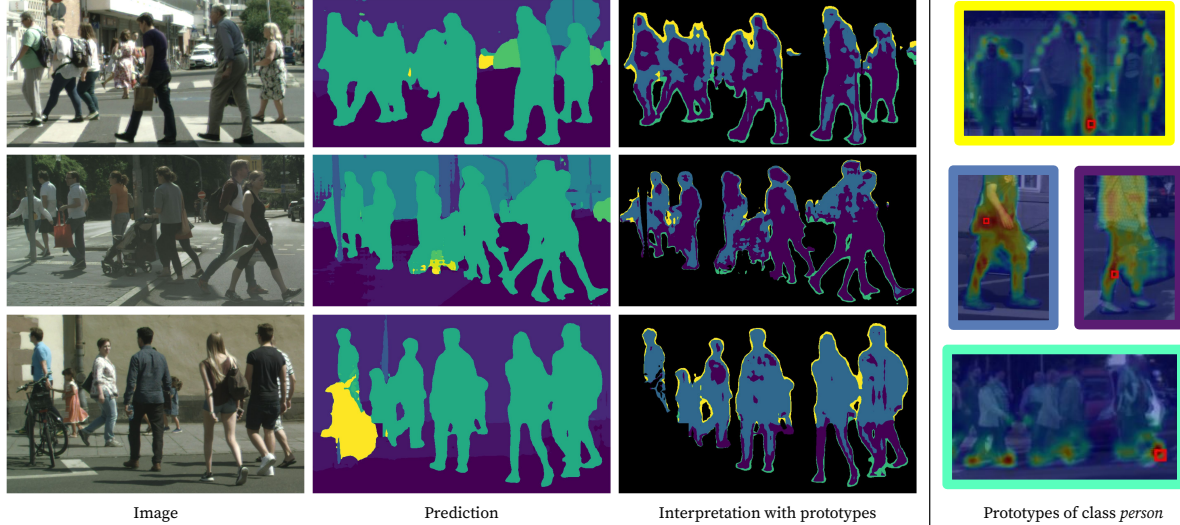 Image
Prediction
Interpretation with prototypes
Prototypes of class person